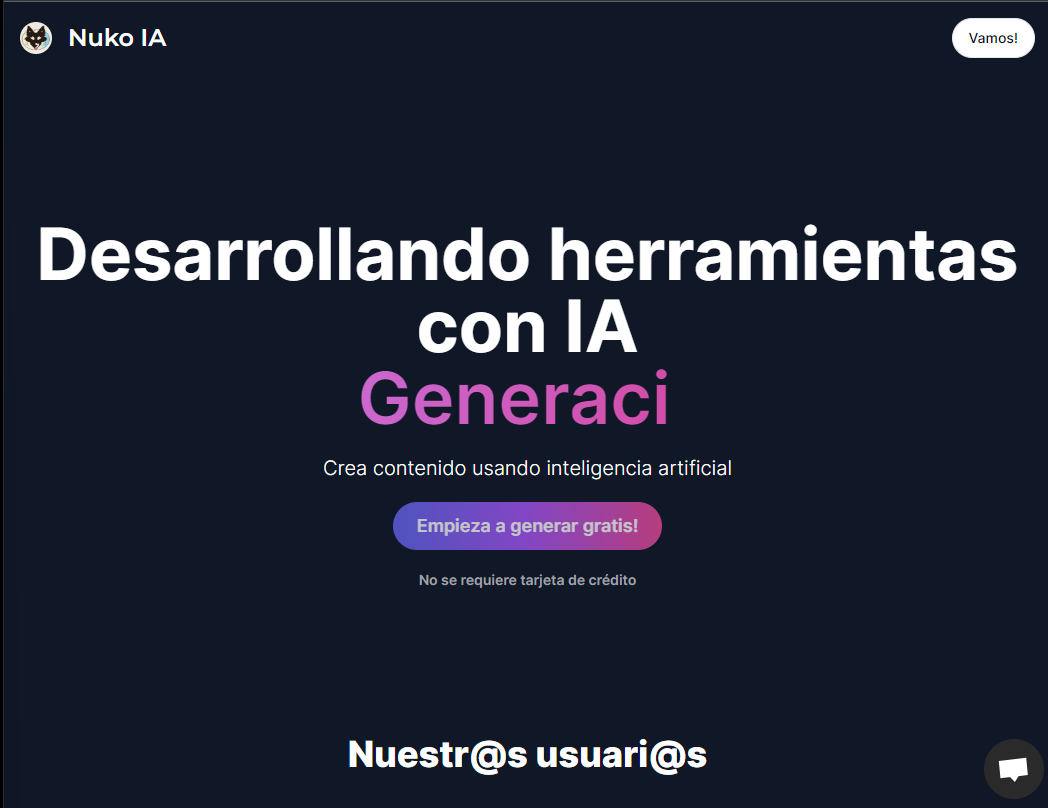 Nuko IA
Vamos!
Desarrollando herramientas
con IA
Generaci
Crea contenido usando inteligencia artificial
Empieza a generar gratis!
No se requiere tarjeta de crédito
Nuestr@s usuari@s